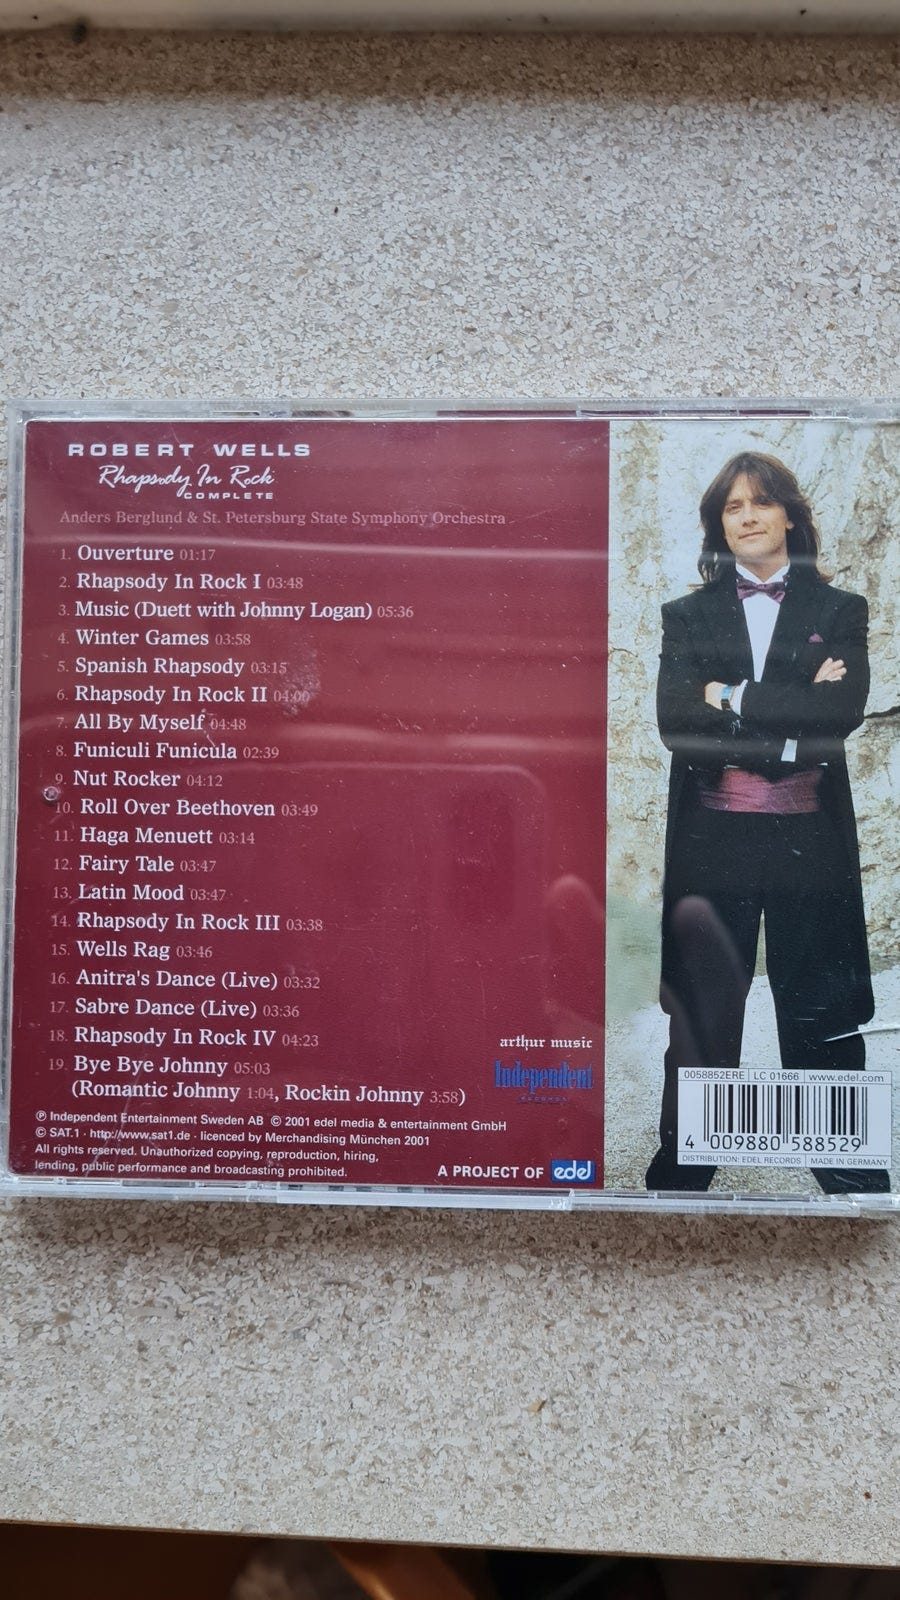 ROBERT WELLS
Rhapsody In Rock
COMPLETE
Anders Berglund & St. Petersburg State Symphony Orchestra
1. Ouverture 01:17
2. Rhapsody In Rock I 03:48
3. Music (Duett with Johnny Logan) 05:36
4. Winter Games 03:58
5. Spanish Rhapsody 03:15
6. Rhapsody In Rock II 04:00
7. All By Myself 04:48
8. Funiculi Funicula 02:39
9. Nut Rocker 04:12
10. Roll Over Beethoven 03:49
11. Haga Menuett 03:14
12. Fairy Tale 03:47
13. Latin Mood 03:47
14. Rhapsody In Rock III 03:38
15. Wells Rag 03:46
16. Anitra's Dance (Live) 03:32
17. Sabre Dance (Live) 03:36
18. Rhapsody In Rock IV 04:23
19. Bye Bye Johnny 05:03
(Romantic Johnny 1:04, Rockin Johnny 3:58)
arthur music
Independent
RECORDS
℗ Independent Entertainment Sweden AB © 2001 edel media & entertainment GmbH
© SAT.1 · http://www.sat1.de · licenced by Merchandising München 2001
All rights reserved. Unauthorized copying, reproduction, hiring,
lending, public performance and broadcasting prohibited.
A PROJECT OF edel
0058852ERE LC 01666 www.edel.com
4 009880 588529
DISTRIBUTION: EDEL RECORDS MADE IN GERMANY